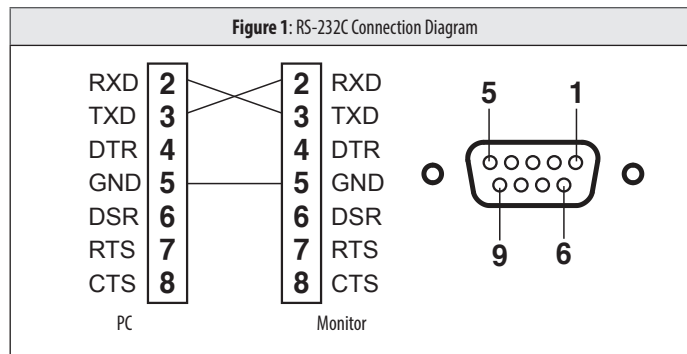 Figure 1: RS-232C Connection Diagram
RXD 2 2 RXD
TXD 3 3 TXD
DTR 4 4 DTR
GND 5 5 GND
DSR 6 6 DSR
RTS 7 7 RTS
CTS 8 8 CTS
PC Monitor
5 1
9 6